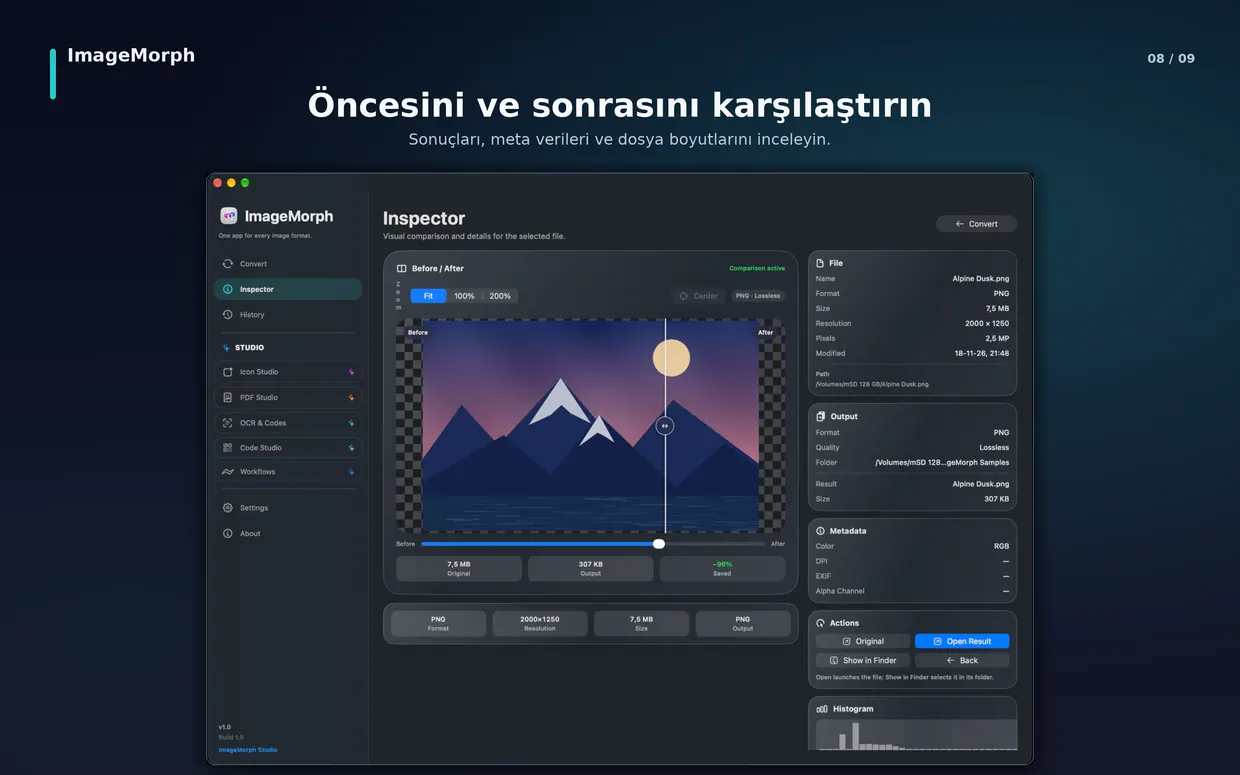 ImageMorph
08 / 09
Öncesini ve sonrasını karşılaştırın
Sonuçları, meta verileri ve dosya boyutlarını inceleyin.
ImageMorph
One app for every image format.
Convert
Inspector
History
STUDIO
Icon Studio
PDF Studio
OCR & Codes
Code Studio
Workflows
Settings
About
v1.0
Build 1.0
ImageMorph Studio
Inspector
Visual comparison and details for the selected file.
← Convert
Before / After
Comparison active
Zoom
Fit
100%
200%
Center
PNG · Lossless
Before
After
Before
After
7,5 MB
Original
307 KB
Output
−96%
Saved
PNG
Format
2000×1250
Resolution
7,5 MB
Size
PNG
Output
File
Name Alpine Dusk.png
Format PNG
Size 7,5 MB
Resolution 2000 × 1250
Pixels 2,5 MP
Modified 18-11-26, 21:48
Path
/Volumes/mSD 128 GB/Alpine Dusk.png
Output
Format PNG
Quality Lossless
Folder /Volumes/mSD 128...geMorph Samples
Result Alpine Dusk.png
Size 307 KB
Metadata
Color RGB
DPI —
EXIF —
Alpha Channel —
Actions
Original
Open Result
Show in Finder
← Back
Open launches the file; Show in Finder selects it in its folder.
Histogram